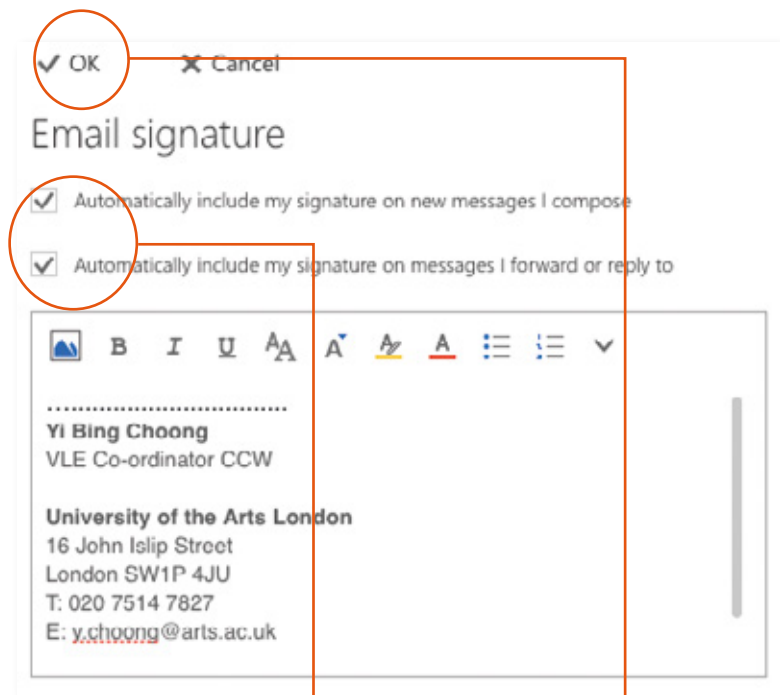 OK Cancel
Email signature
Automatically include my signature on new messages I compose
Automatically include my signature on messages I forward or reply to
B I U AA A A A
Yi Bing Choong
VLE Co-ordinator CCW
University of the Arts London
16 John Islip Street
London SW1P 4JU
T: 020 7514 7827
E: y.choong@arts.ac.uk